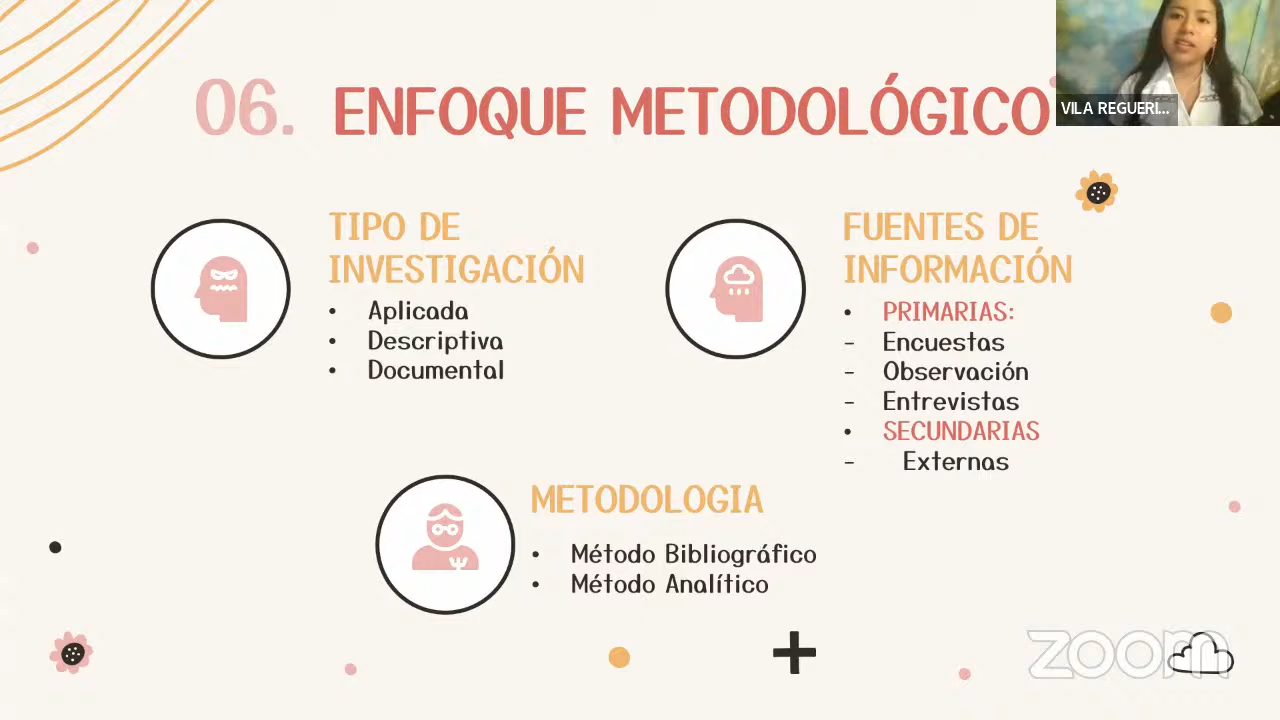 06. ENFOQUE METODOLÓGICO
VILA REGUERI...
TIPO DE
INVESTIGACIÓN
• Aplicada
• Descriptiva
• Documental
FUENTES DE
INFORMACIÓN
• PRIMARIAS:
- Encuestas
- Observación
- Entrevistas
• SECUNDARIAS
- Externas
METODOLOGIA
• Método Bibliográfico
• Método Analítico
zoom